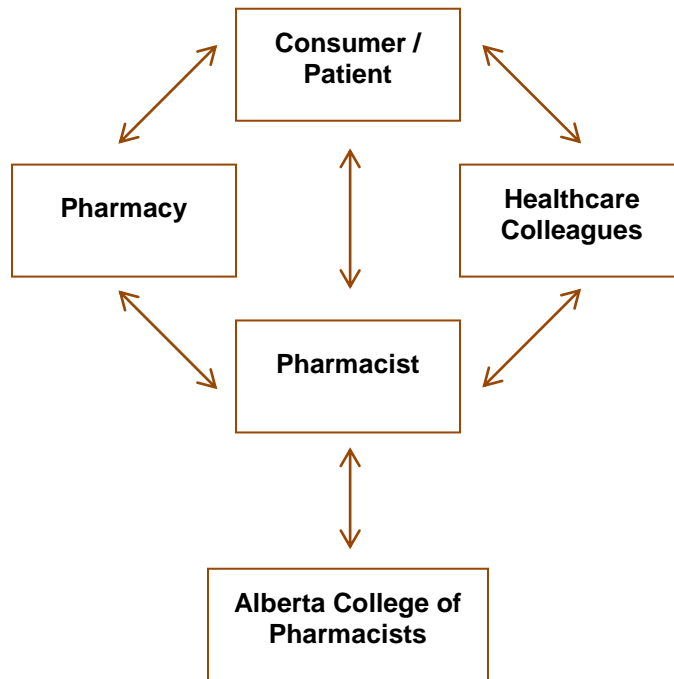 Consumer /
Patient
Pharmacy
Healthcare
Colleagues
Pharmacist
Alberta College of
Pharmacists